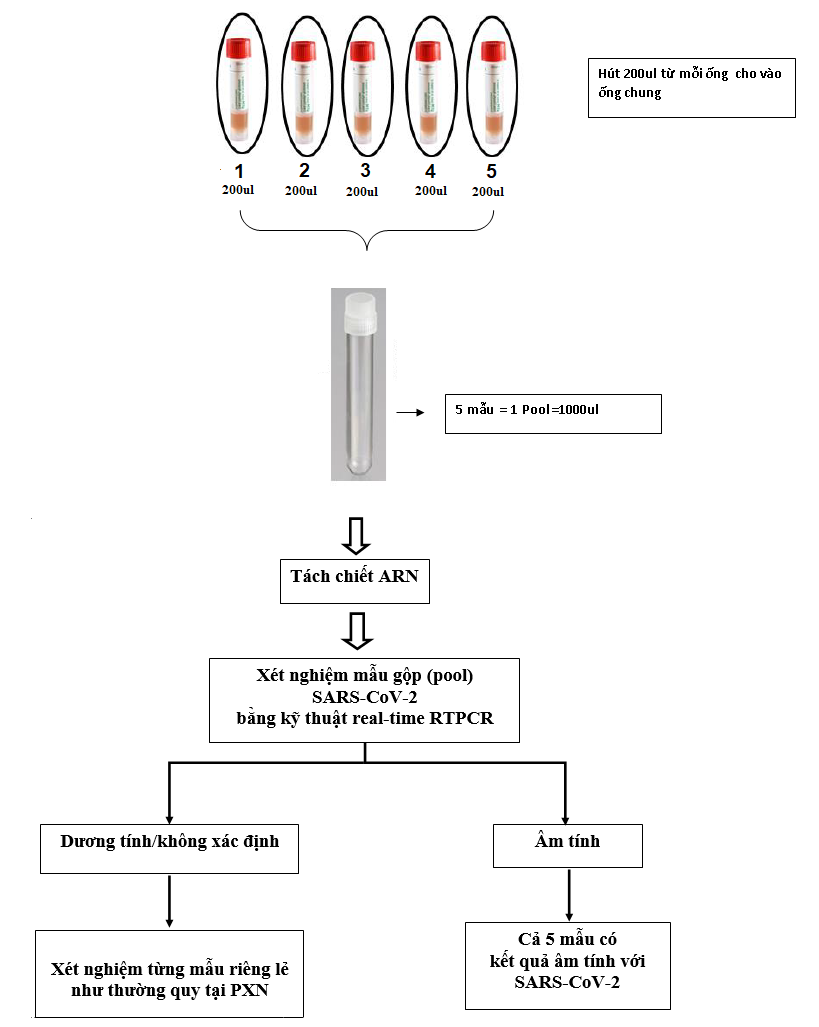 Hút 200ul từ mỗi ống cho vào
ống chung
1 2 3 4 5
200ul 200ul 200ul 200ul 200ul
5 mẫu = 1 Pool=1000ul
Tách chiết ARN
Xét nghiệm mẫu gộp (pool)
SARS-CoV-2
bằng kỹ thuật real-time RTPCR
Dương tính/không xác định
Âm tính
Xét nghiệm từng mẫu riêng lẻ
như thường quy tại PXN
Cả 5 mẫu có
kết quả âm tính với
SARS-CoV-2